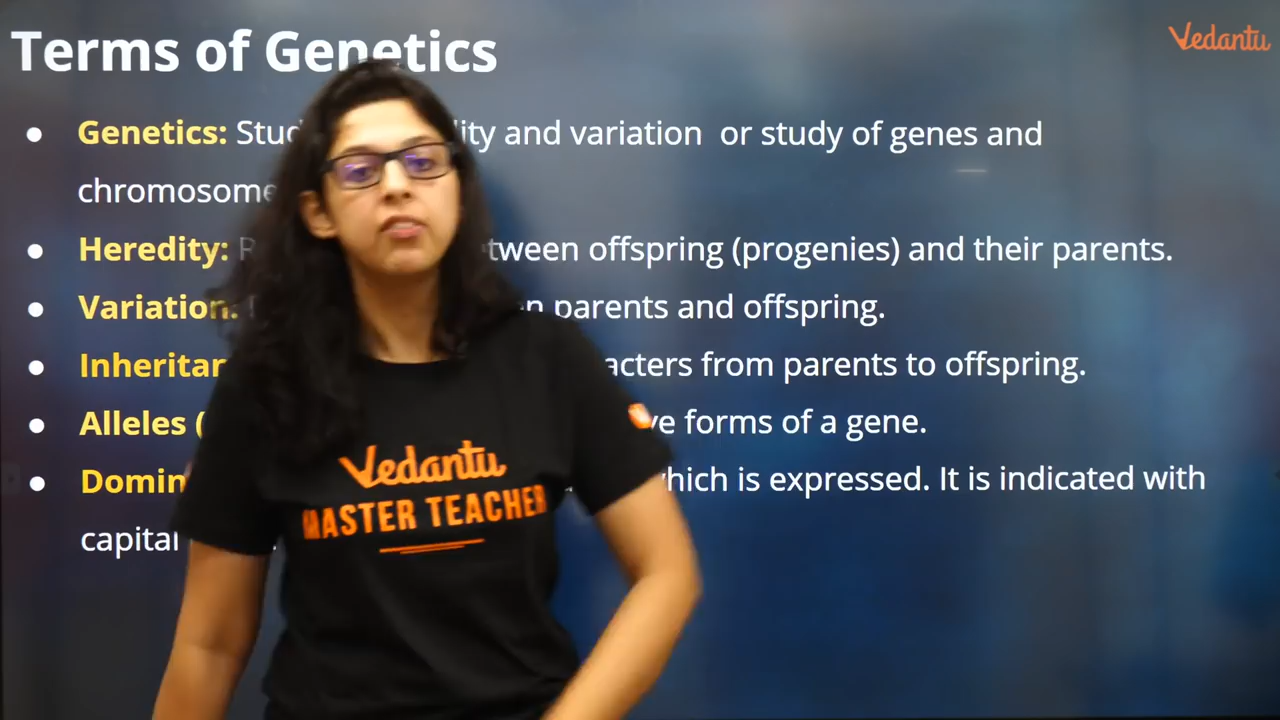 Terms of Genetics
Vedantu
● Genetics: Stud ity and variation or study of genes and
chromosome
● Heredity: R tween offspring (progenies) and their parents.
● Variation: n parents and offspring.
● Inheritan acters from parents to offspring.
● Alleles ( ve forms of a gene.
● Domin hich is expressed. It is indicated with
capital
Vedantu
MASTER TEACHER